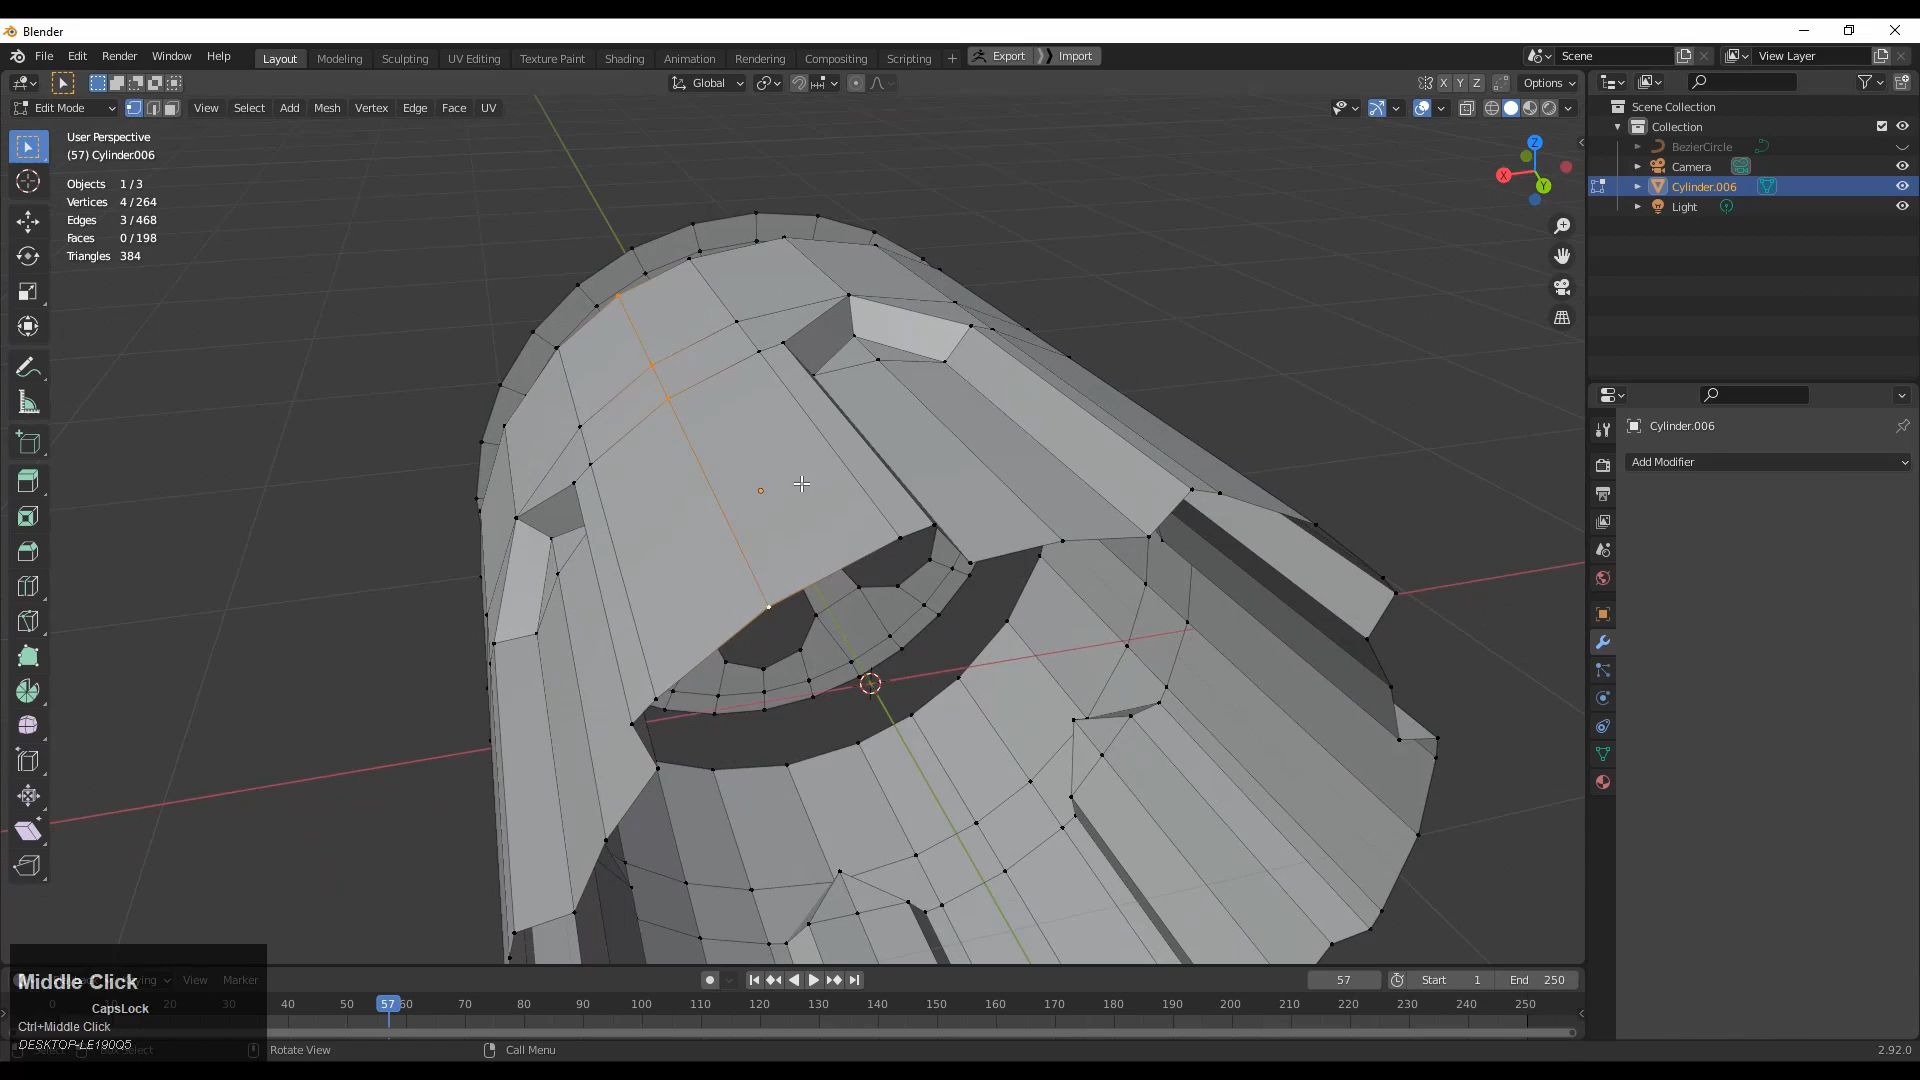 Blender
File Edit Render Window Help Layout Modeling Sculpting UV Editing Texture Paint Shading Animation Rendering Compositing Scripting + Export Import Scene View Layer
Global X Y Z Options
Edit Mode View Select Add Mesh Vertex Edge Face UV
User Perspective
(57) Cylinder.006
Objects 1 / 3
Vertices 4 / 264
Edges 3 / 468
Faces 0 / 198
Triangles 384
Z
X
Y
Scene Collection
Collection
BezierCircle
Camera
Cylinder.006
Light
Cylinder.006
Add Modifier
Middle Click
CapsLock
Ctrl+Middle Click
DESKTOP-LE190Q5
View Marker 57 Start 1 End 250
40 50 57 60 70 80 90 100 110 120 130 140 150 160 170 180 190 200 210 220 230 240 250
Rotate View Call Menu 2.92.0